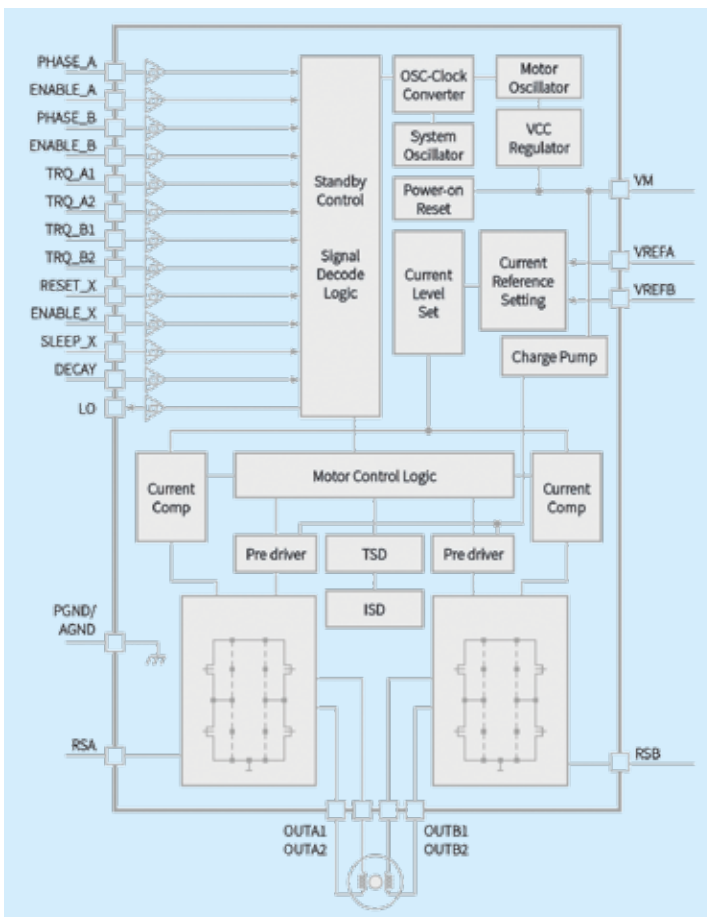 PHASE_A
ENABLE_A
PHASE_B
ENABLE_B
TRQ_A1
TRQ_A2
TRQ_B1
TRQ_B2
RESET_X
ENABLE_X
SLEEP_X
DECAY
LO
Standby
Control
Signal
Decode
Logic
OSC-Clock
Converter
Motor
Oscillator
System
Oscillator
VCC
Regulator
Power-on
Reset
VM
VREFA
VREFB
Current
Level
Set
Current
Reference
Setting
Charge Pump
Current
Comp
Motor Control Logic
Current
Comp
Pre driver
TSD
Pre driver
ISD
PGND/
AGND
RSA
RSB
OUTA1
OUTA2
OUTB1
OUTB2